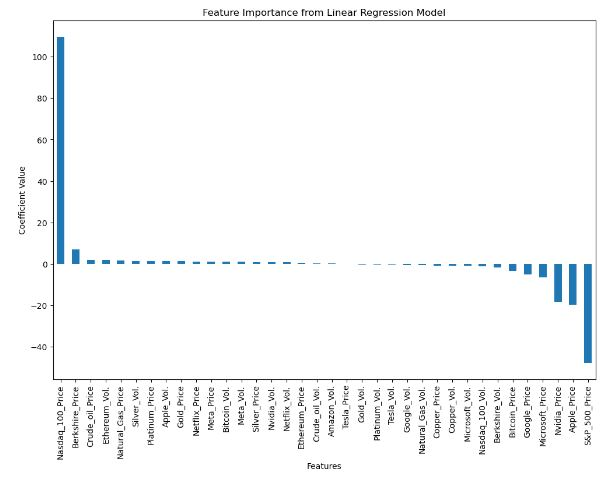 Feature Importance from Linear Regression Model
Coefficient Value
100
80
60
40
20
0
−20
−40
Nasdaq_100_Price
Berkshire_Price
Crude_oil_Price
Ethereum_Vol.
Natural_Gas_Price
Silver_Vol.
Platinum_Price
Apple_Vol.
Gold_Price
Netflix_Price
Meta_Price
Bitcoin_Vol.
Meta_Vol.
Silver_Price
Nvidia_Vol.
Netflix_Vol.
Ethereum_Price
Crude_oil_Vol.
Amazon_Vol.
Tesla_Price
Gold_Vol.
Platinum_Vol.
Tesla_Vol.
Google_Vol.
Natural_Gas_Vol.
Copper_Price
Copper_Vol.
Microsoft_Vol.
Nasdaq_100_Vol.
Berkshire_Vol.
Bitcoin_Price
Google_Price
Microsoft_Price
Nvidia_Price
Apple_Price
S&P_500_Price
Features